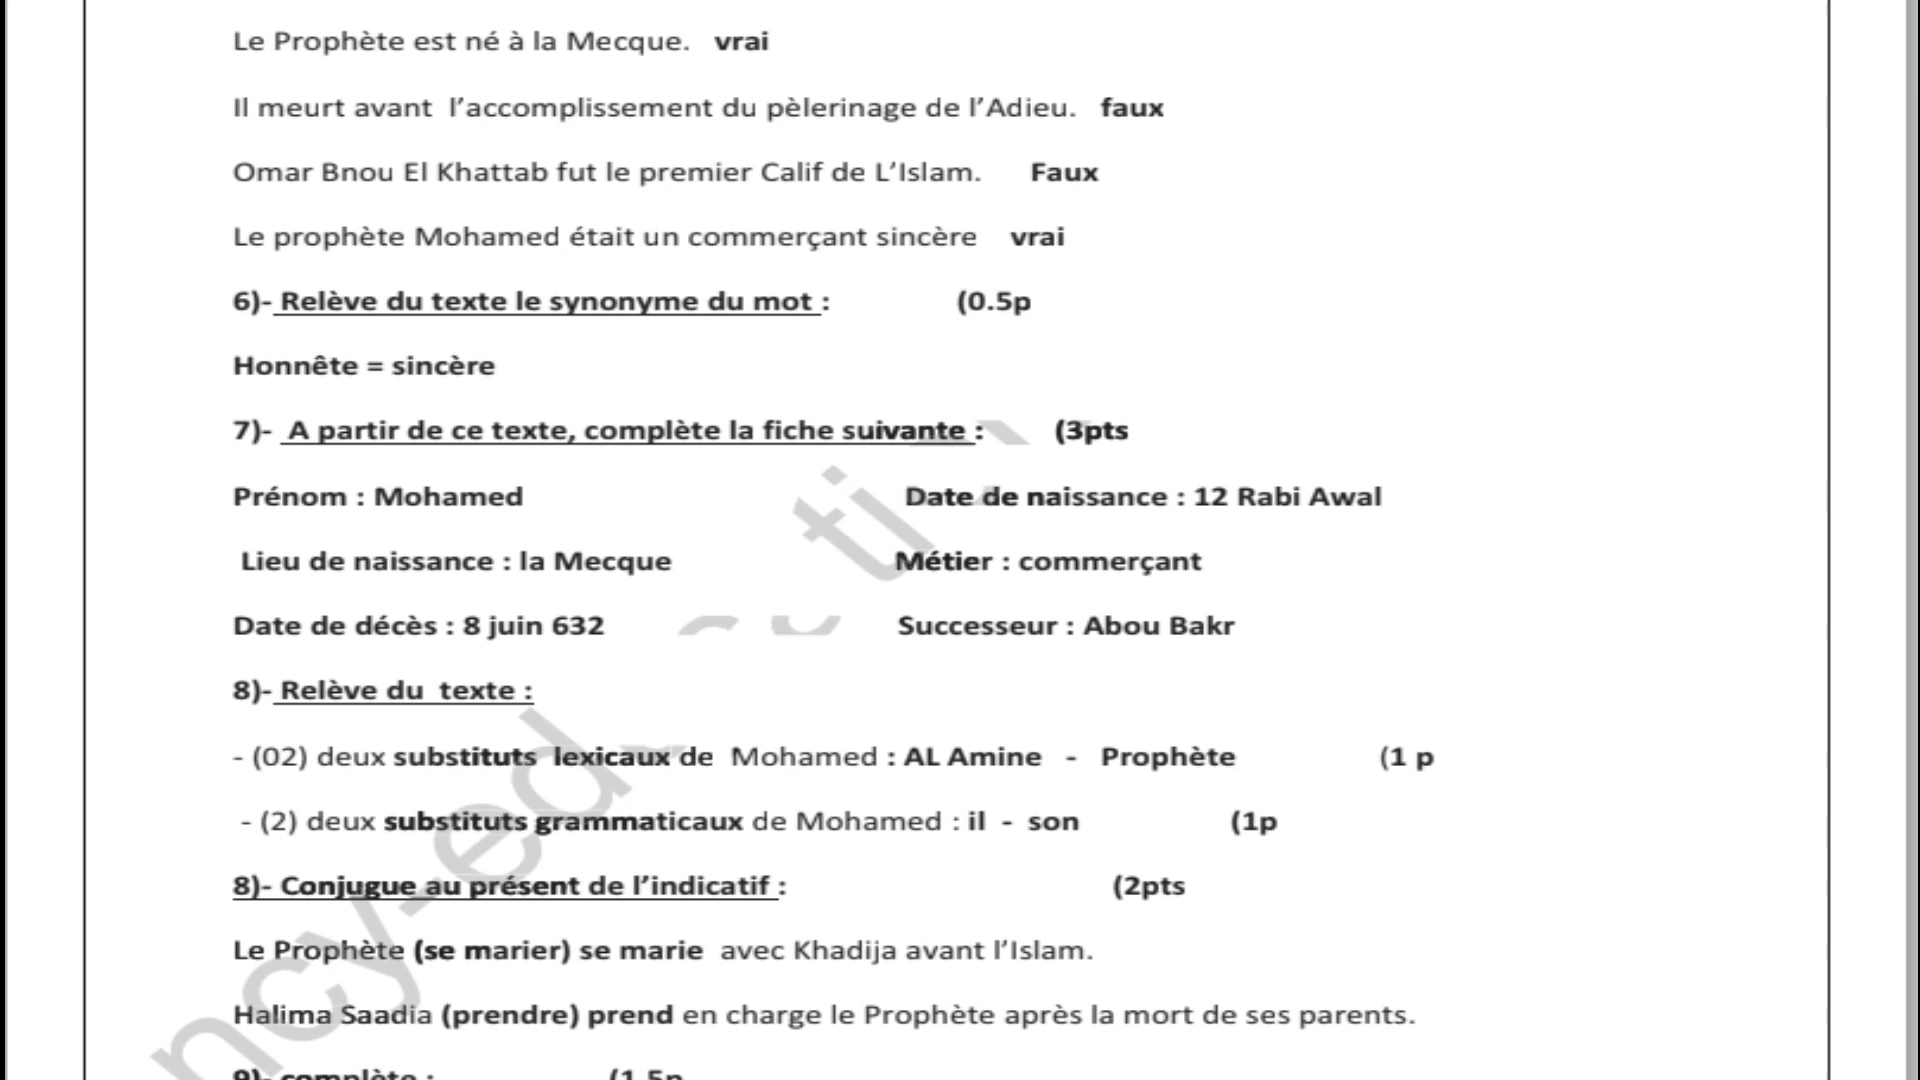 Le Prophète est né à la Mecque. vrai
Il meurt avant l’accomplissement du pèlerinage de l’Adieu. faux
Omar Bnou El Khattab fut le premier Calif de L’Islam. Faux
Le prophète Mohamed était un commerçant sincère vrai
6)- Relève du texte le synonyme du mot : (0.5p
Honnête = sincère
7)- A partir de ce texte, complète la fiche suivante : (3pts
Prénom : Mohamed Date de naissance : 12 Rabi Awal
Lieu de naissance : la Mecque Métier : commerçant
Date de décès : 8 juin 632 Successeur : Abou Bakr
8)- Relève du texte :
- (02) deux substituts lexicaux de Mohamed : AL Amine - Prophète (1 p
- (2) deux substituts grammaticaux de Mohamed : il - son (1p
8)- Conjugue au présent de l’indicatif : (2pts
Le Prophète (se marier) se marie avec Khadija avant l’Islam.
Halima Saadia (prendre) prend en charge le Prophète après la mort de ses parents.
9)- complète : (1.5p